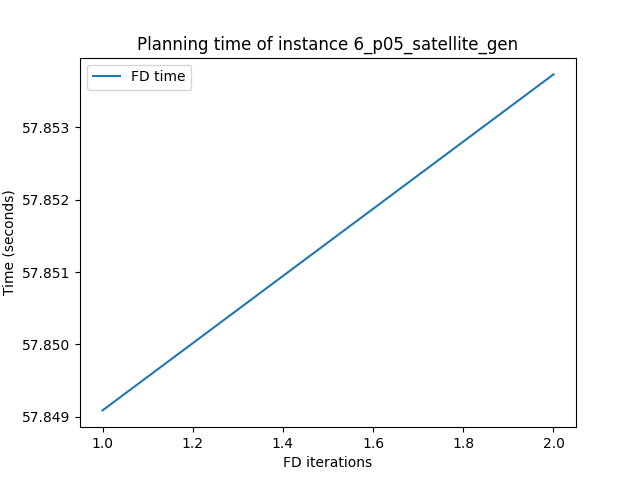 Planning time of instance 6_p05_satellite_gen
FD time
57.853
57.852
57.851
57.850
57.849
Time (seconds)
1.0 1.2 1.4 1.6 1.8 2.0
FD iterations